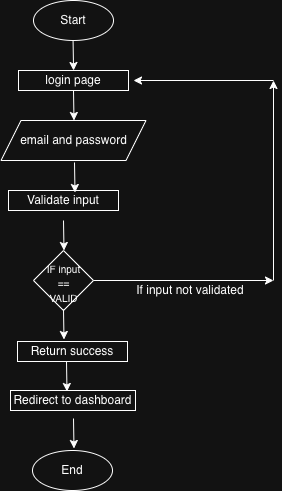 Start
login page
email and password
Validate input
IF input
==
VALID
If input not validated
Return success
Redirect to dashboard
End